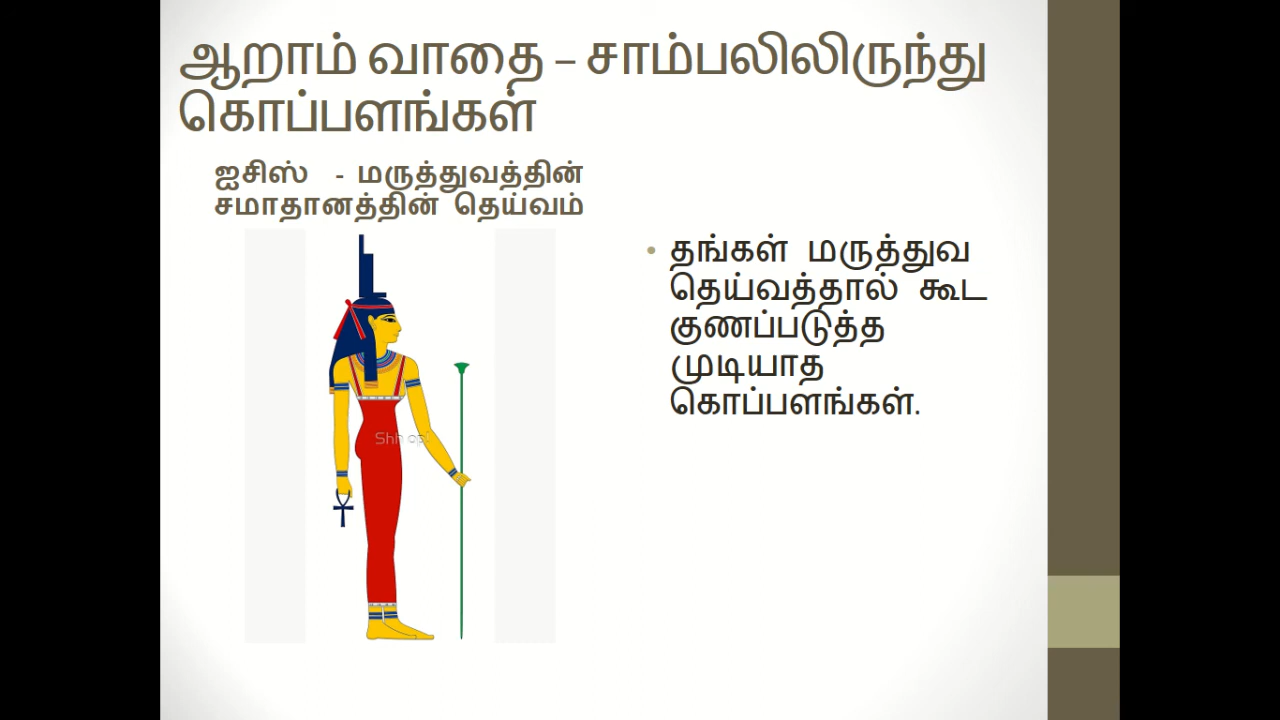 ஆறாம் வாதை – சாம்பலிலிருந்து
கொப்பளங்கள்
ஐசிஸ் - மருத்துவத்தின்
சமாதானத்தின் தெய்வம்
• தங்கள் மருத்துவ
தெய்வத்தால் கூட
குணப்படுத்த
முடியாத
கொப்பளங்கள்.